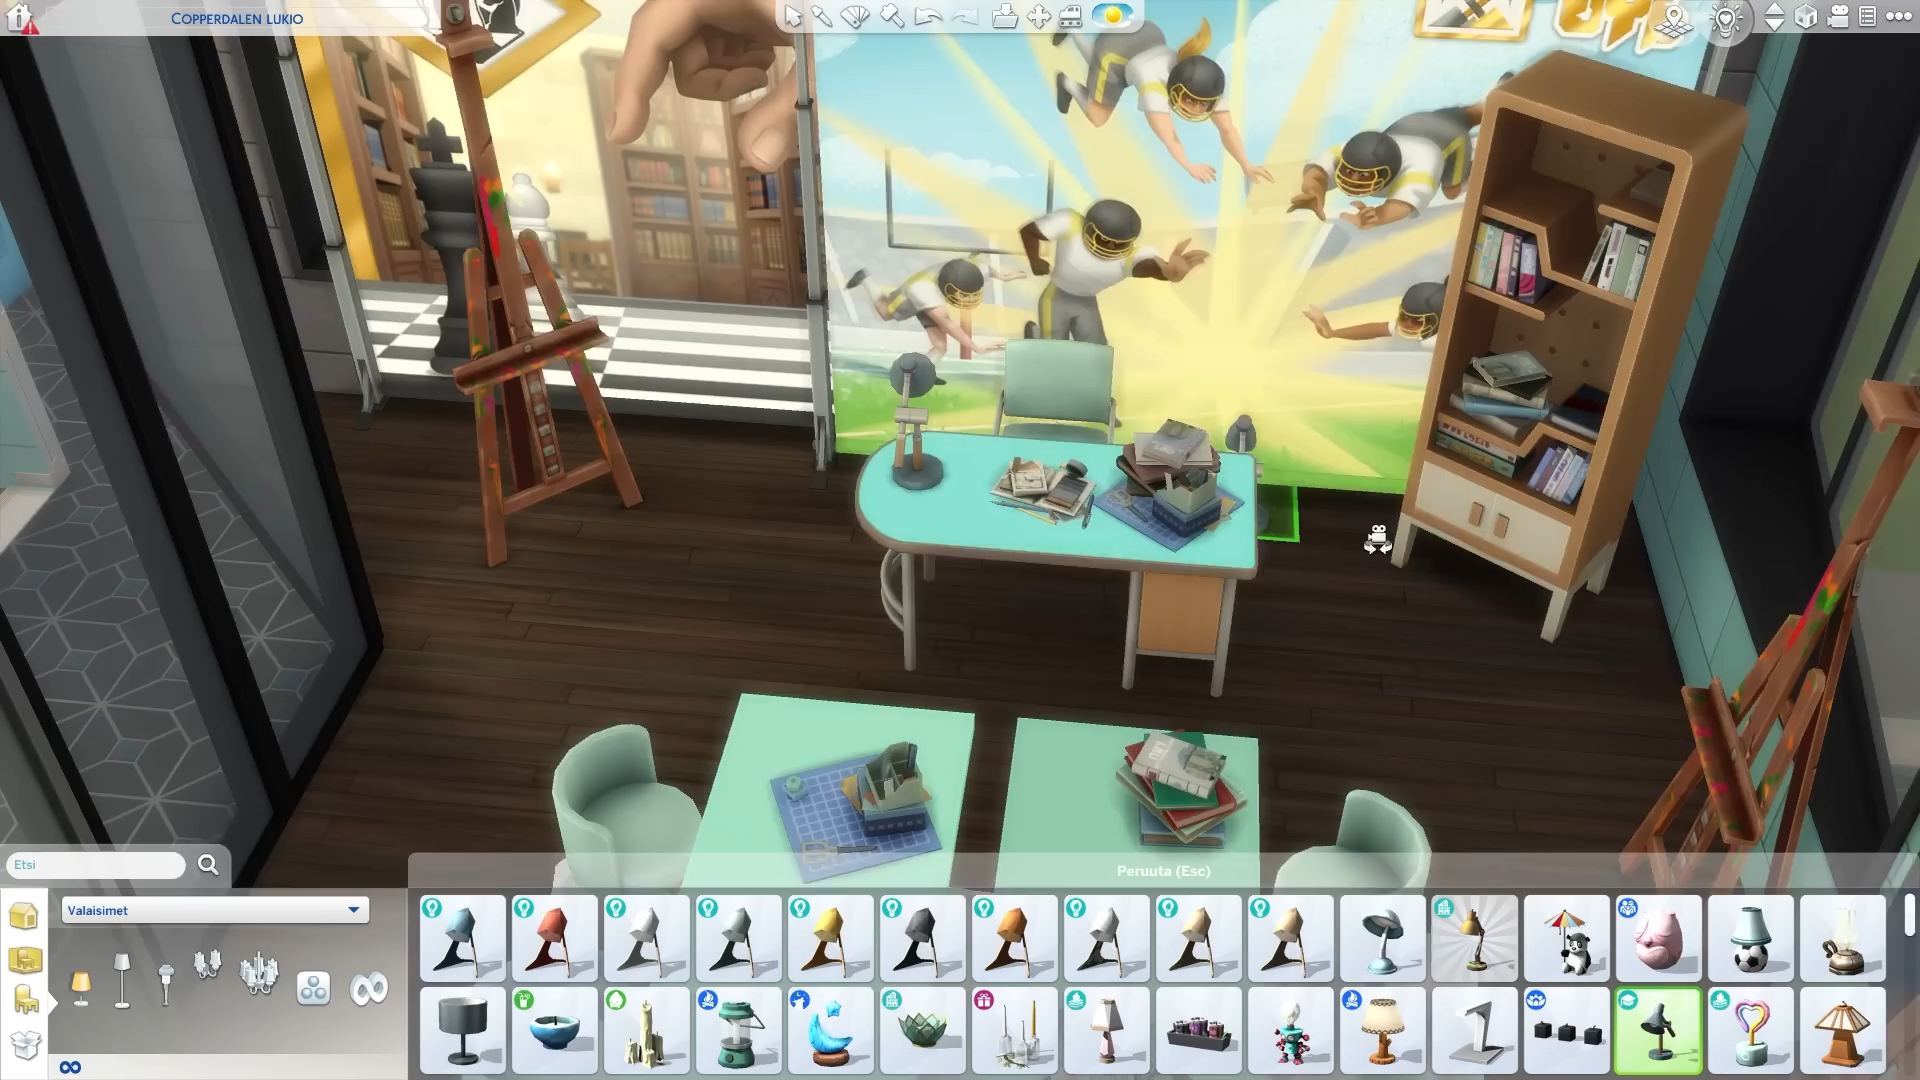 Copperdalen lukio
Peruuta (Esc)
Etsi
Valaisimet